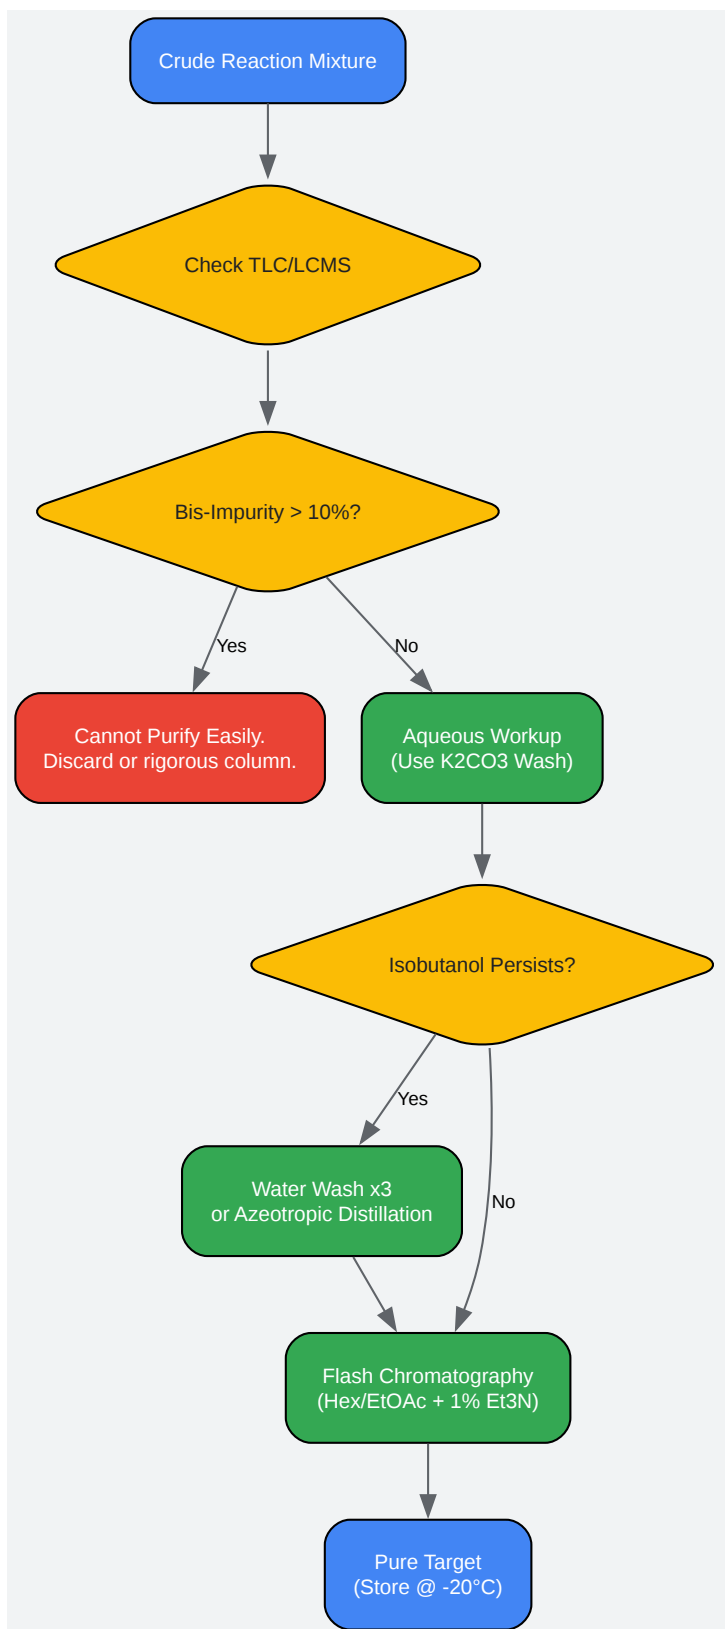 Crude Reaction Mixture
Check TLC/LCMS
Bis-Impurity > 10%?
Yes
No
Cannot Purify Easily.
Discard or rigorous column.
Aqueous Workup
(Use K2CO3 Wash)
Isobutanol Persists?
Yes
Water Wash x3
or Azeotropic Distillation
No
Flash Chromatography
(Hex/EtOAc + 1% Et3N)
Pure Target
(Store @ -20°C)